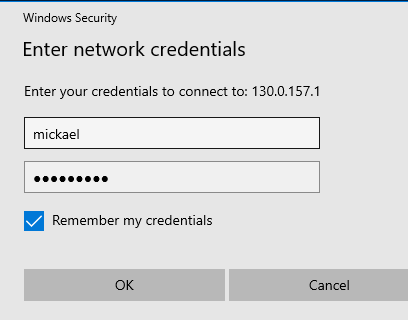 Windows Security
Enter network credentials
Enter your credentials to connect to: 130.0.157.1
mickael
●●●●●●●●●
Remember my credentials
OK
Cancel